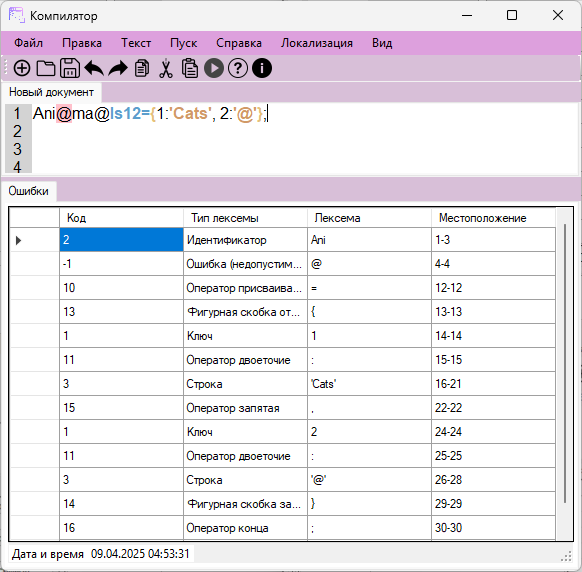 Компилятор
Файл Правка Текст Пуск Справка Локализация Вид
Новый документ
1 Ani@ma@ls12={1:'Cats', 2:'@'};
2
3
4
Ошибки
Код Тип лексемы Лексема Местоположение
2 Идентификатор Ani 1-3
-1 Ошибка (недопустим... @ 4-4
10 Оператор присваива... = 12-12
13 Фигурная скобка от... { 13-13
1 Ключ 1 14-14
11 Оператор двоеточие : 15-15
3 Строка 'Cats' 16-21
15 Оператор запятая , 22-22
1 Ключ 2 24-24
11 Оператор двоеточие : 25-25
3 Строка '@' 26-28
14 Фигурная скобка за... } 29-29
16 Оператор конца ; 30-30
Дата и время 09.04.2025 04:53:31